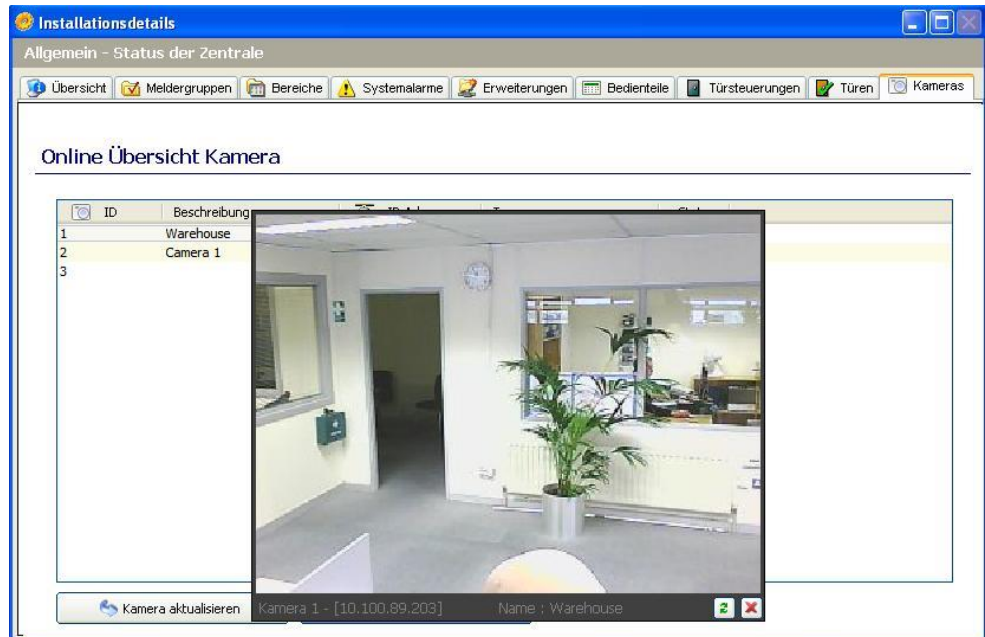 Installationsdetails
Allgemein - Status der Zentrale
Übersicht Meldergruppen Bereiche Systemalarme Erweiterungen Bedienteile Türsteuerungen Türen Kameras
Online Übersicht Kamera
ID Beschreibung
1 Warehouse
2 Camera 1
3
Kamera aktualisieren
Kamera 1 - [10.100.89.203] Name : Warehouse